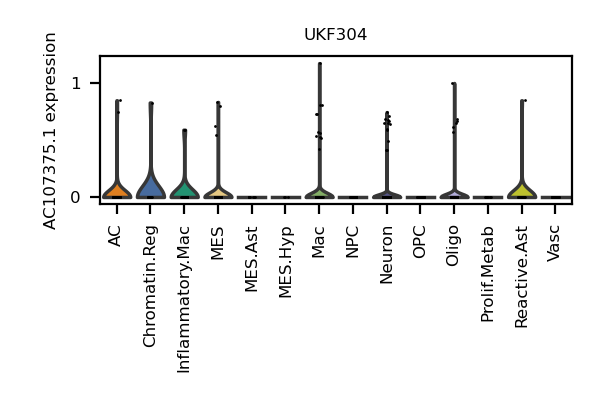 UKF304
AC107375.1 expression
1
0
AC
Chromatin.Reg
Inflammatory.Mac
MES
MES.Ast
MES.Hyp
Mac
NPC
Neuron
OPC
Oligo
Prolif.Metab
Reactive.Ast
Vasc